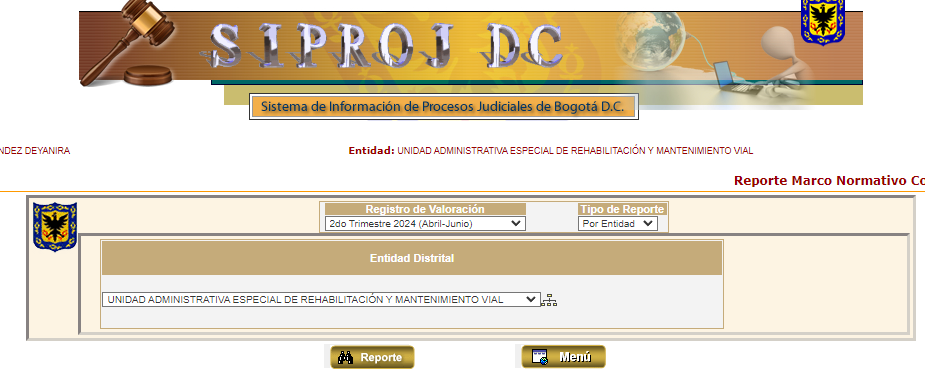 SIPROJ DC
Sistema de Información de Procesos Judiciales de Bogotá D.C.
NDEZ DEYANIRA
Entidad: UNIDAD ADMINISTRATIVA ESPECIAL DE REHABILITACIÓN Y MANTENIMIENTO VIAL
Reporte Marco Normativo Co
Registro de Valoración Tipo de Reporte
2do Trimestre 2024 (Abril-Junio) Por Entidad
Entidad Distrital
UNIDAD ADMINISTRATIVA ESPECIAL DE REHABILITACIÓN Y MANTENIMIENTO VIAL
Reporte Menú